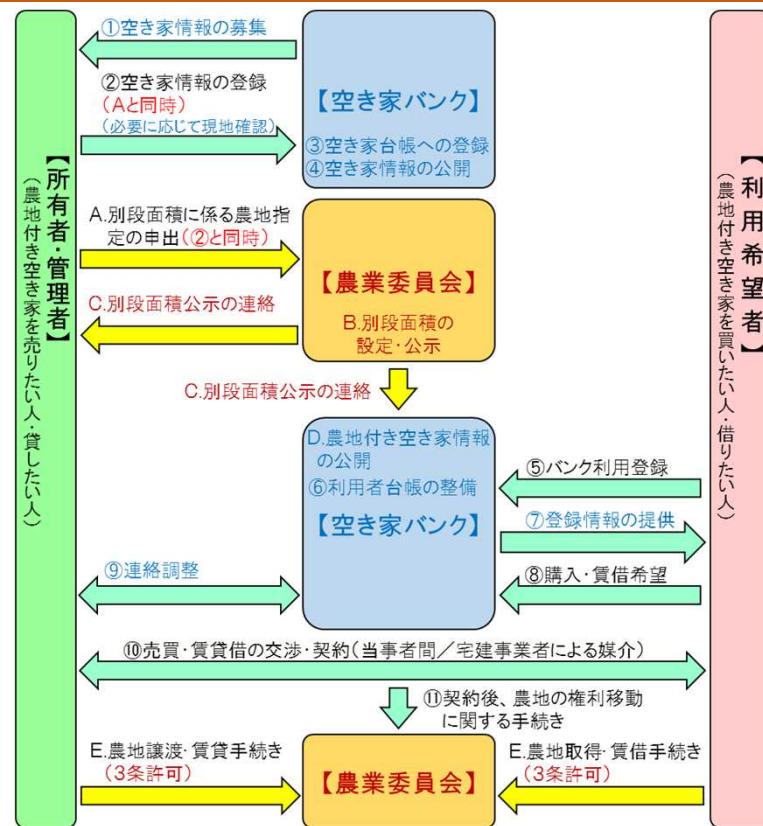 ①空き家情報の募集
②空き家情報の登録
(Aと同時)
(必要に応じて現地確認)
【空き家バンク】
③空き家台帳への登録
④空き家情報の公開
【所有者・管理者】
(農地付き空き家を売りたい人・貸したい人)
【利用希望者】
(農地付き空き家を買いたい人・借りたい人)
A.別段面積に係る農地指
定の申出(②と同時)
【農業委員会】
B.別段面積の
設定・公示
C.別段面積公示の連絡
C.別段面積公示の連絡
D.農地付き空き家情報
の公開
⑥利用者台帳の整備
【空き家バンク】
⑤バンク利用登録
⑦登録情報の提供
⑧購入・賃借希望
⑨連絡調整
⑩売買・賃貸借の交渉・契約(当事者間/宅建事業者による媒介)
⑪契約後、農地の権利移動
に関する手続き
E.農地譲渡・賃貸手続き
(3条許可)
【農業委員会】
E.農地取得・賃借手続き
(3条許可)